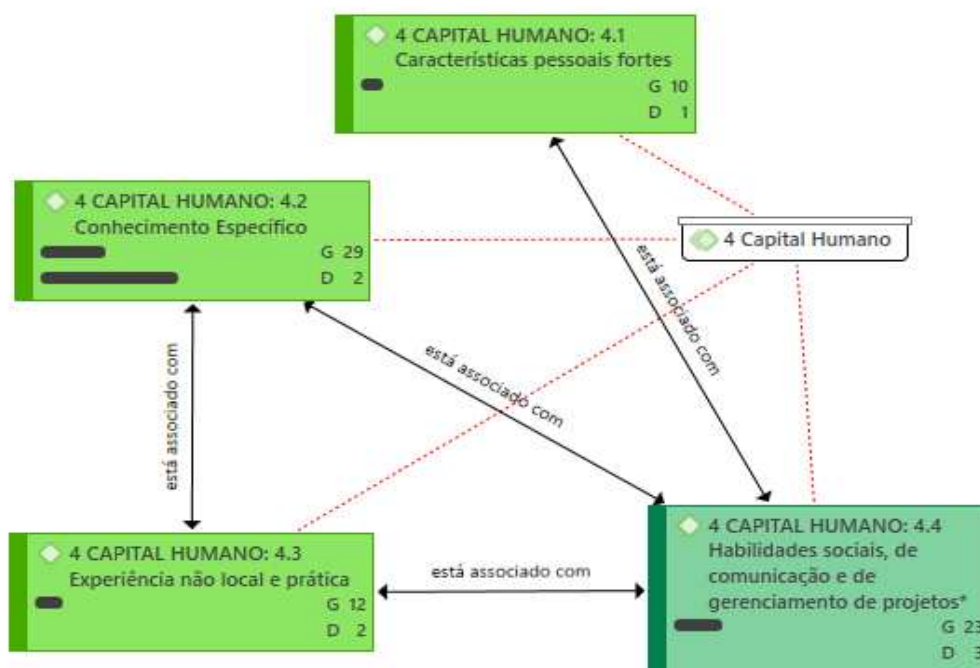 4 CAPITAL HUMANO: 4.1
Características pessoais fortes
G 10
D 1
4 CAPITAL HUMANO: 4.2
Conhecimento Específico
G 29
D 2
4 Capital Humano
está associado com
está associado com
está associado com
4 CAPITAL HUMANO: 4.3
Experiência não local e prática
G 12
D 2
está associado com
4 CAPITAL HUMANO: 4.4
Habilidades sociais, de
comunicação e de
gerenciamento de projetos*
G 23
D 3